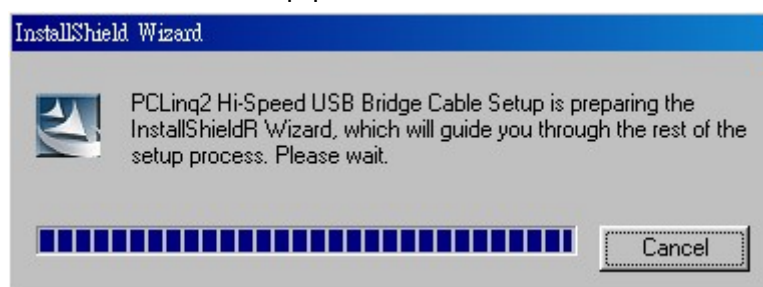 InstallShield Wizard
PCLinq2 Hi-Speed USB Bridge Cable Setup is preparing the
InstallShieldR Wizard, which will guide you through the rest of the
setup process. Please wait.
Cancel